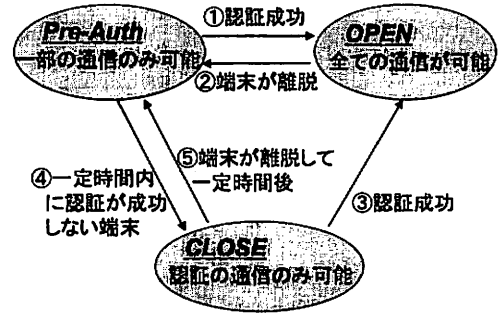 ①認証成功
Pre-Auth
一部の通信のみ可能
OPEN
全ての通信が可能
②端末が離脱
⑤端末が離脱して
一定時間後
④一定時間内
に認証が成功
しない端末
③認証成功
CLOSE
認証の通信のみ可能